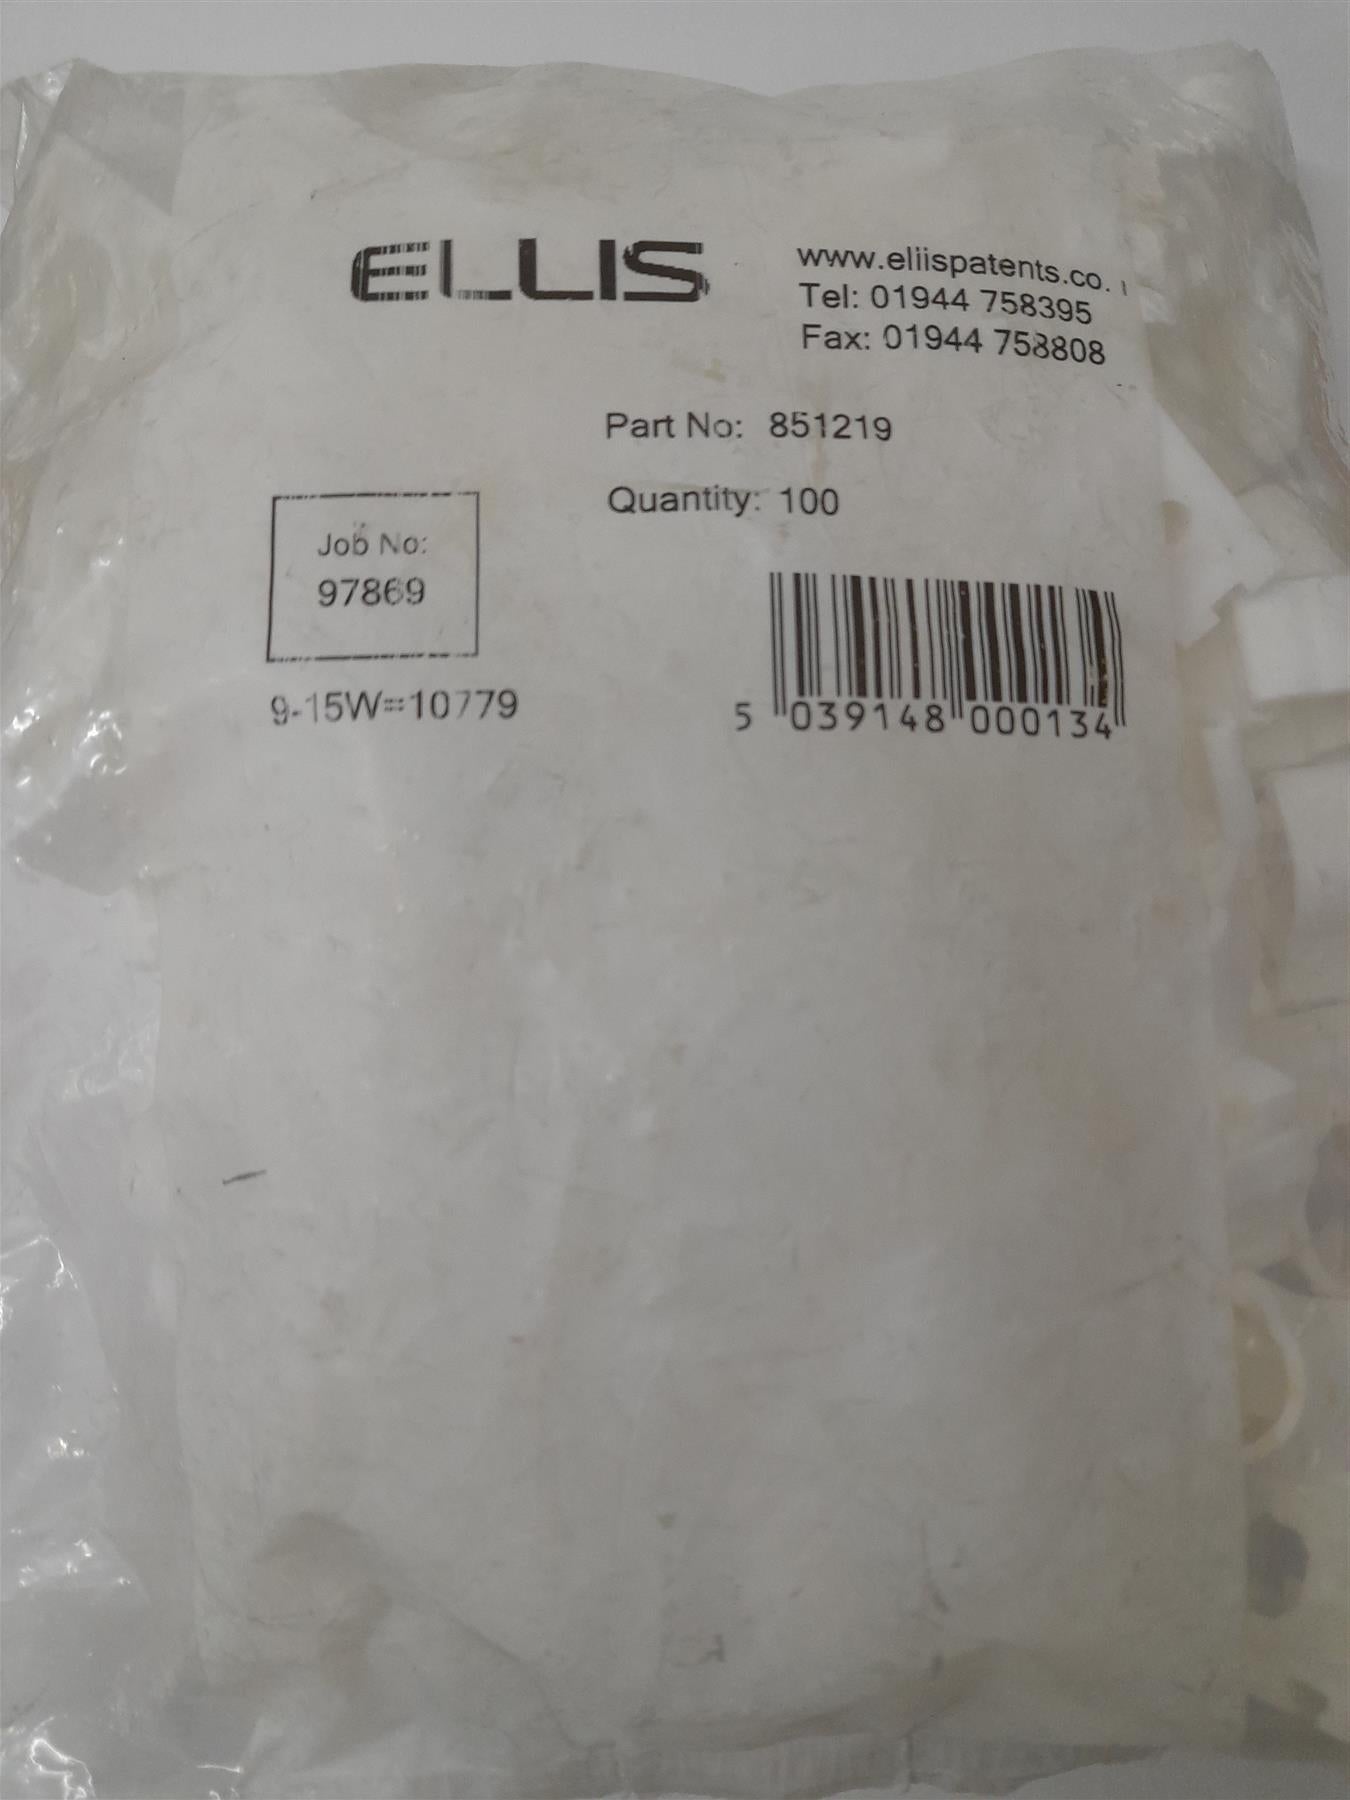 ELLIS
www.ellispatents.co.
Tel: 01944 758395
Fax: 01944 758808
Part No: 851219
Quantity: 100
Job No:
97869
9-15W=10779
5 039148 000134